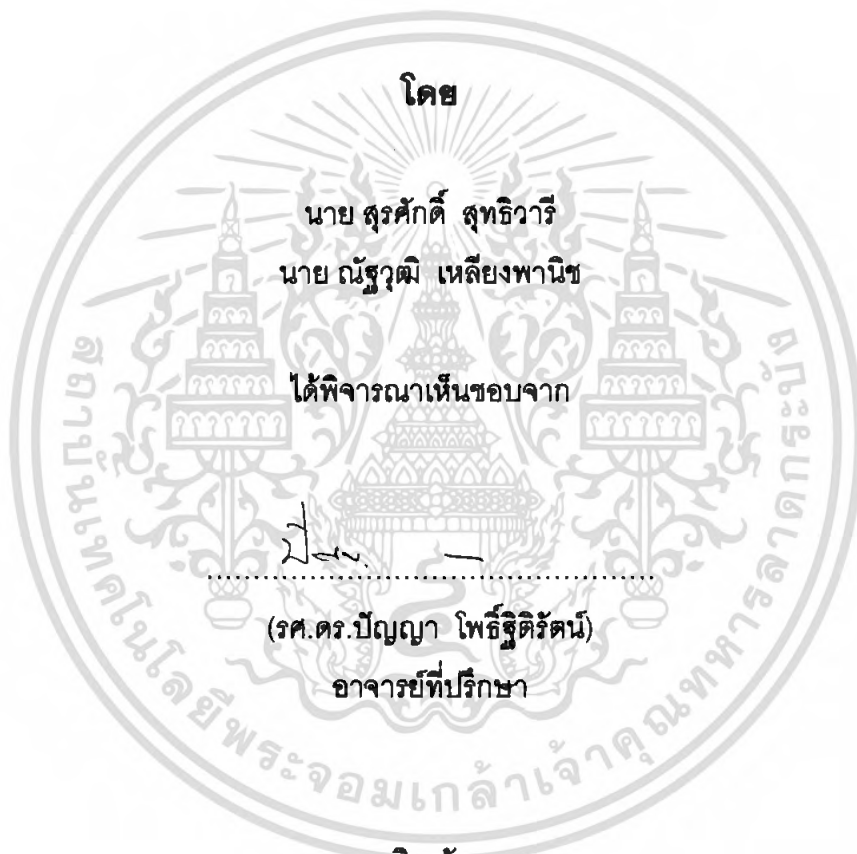 โดย
นาย สุรศักดิ์ สุทธิวารี
นาย ณัฐวุฒิ เหลียงพานิช
ได้พิจารณาเห็นชอบจาก
(รศ.ดร.ปัญญา โพธิ์ฐิติรัตน์)
อาจารย์ที่ปรึกษา
สถาบันเทคโนโลยีพระจอมเกล้าเจ้าคุณทหารลาดกระบัง